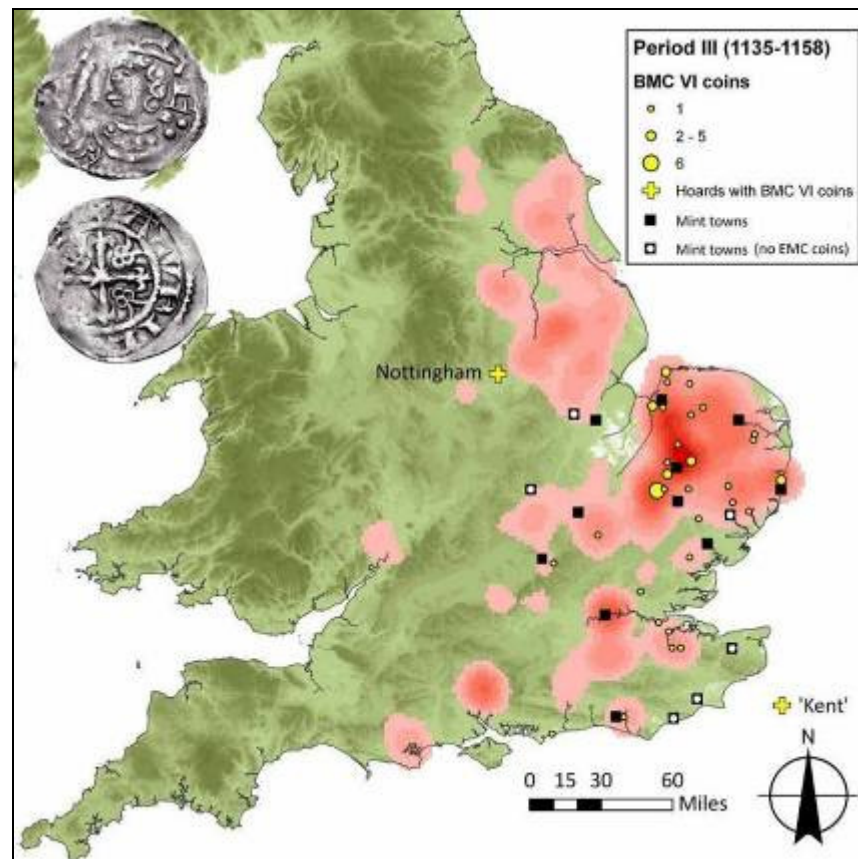 Period III (1135-1158)
BMC VI coins
1
2 - 5
6
Hoards with BMC VI coins
Mint towns
Mint towns (no EMC coins)
Nottingham
'Kent'
N
0 15 30 60
Miles